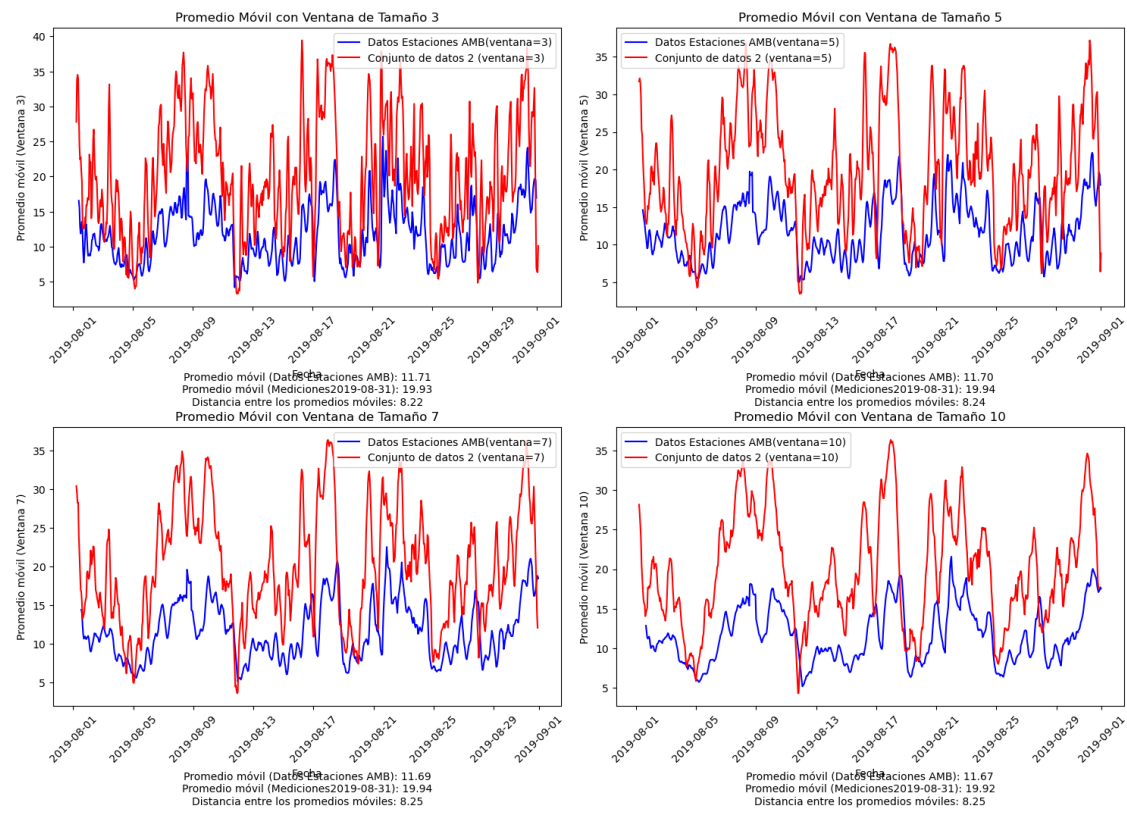 Promedio Móvil con Ventana de Tamaño 3
Datos Estaciones AMB(ventana=3)
Conjunto de datos 2 (ventana=3)
Promedio móvil (Ventana 3)
40
35
30
25
20
15
10
5
2019-08-01
2019-08-05
2019-08-09
2019-08-13
2019-08-17
2019-08-21
2019-08-25
2019-08-29
2019-09-01
Fecha
Promedio móvil (Datos Estaciones AMB): 11.71
Promedio móvil (Mediciones2019-08-31): 19.93
Distancia entre los promedios móviles: 8.22
Promedio Móvil con Ventana de Tamaño 5
Datos Estaciones AMB(ventana=5)
Conjunto de datos 2 (ventana=5)
Promedio móvil (Ventana 5)
35
30
25
20
15
10
5
2019-08-01
2019-08-05
2019-08-09
2019-08-13
2019-08-17
2019-08-21
2019-08-25
2019-08-29
2019-09-01
Fecha
Promedio móvil (Datos Estaciones AMB): 11.70
Promedio móvil (Mediciones2019-08-31): 19.94
Distancia entre los promedios móviles: 8.24
Promedio Móvil con Ventana de Tamaño 7
Datos Estaciones AMB(ventana=7)
Conjunto de datos 2 (ventana=7)
Promedio móvil (Ventana 7)
35
30
25
20
15
10
5
2019-08-01
2019-08-05
2019-08-09
2019-08-13
2019-08-17
2019-08-21
2019-08-25
2019-08-29
2019-09-01
Fecha
Promedio móvil (Datos Estaciones AMB): 11.69
Promedio móvil (Mediciones2019-08-31): 19.94
Distancia entre los promedios móviles: 8.25
Promedio Móvil con Ventana de Tamaño 10
Datos Estaciones AMB(ventana=10)
Conjunto de datos 2 (ventana=10)
Promedio móvil (Ventana 10)
35
30
25
20
15
10
5
2019-08-01
2019-08-05
2019-08-09
2019-08-13
2019-08-17
2019-08-21
2019-08-25
2019-08-29
2019-09-01
Fecha
Promedio móvil (Datos Estaciones AMB): 11.67
Promedio móvil (Mediciones2019-08-31): 19.92
Distancia entre los promedios móviles: 8.25